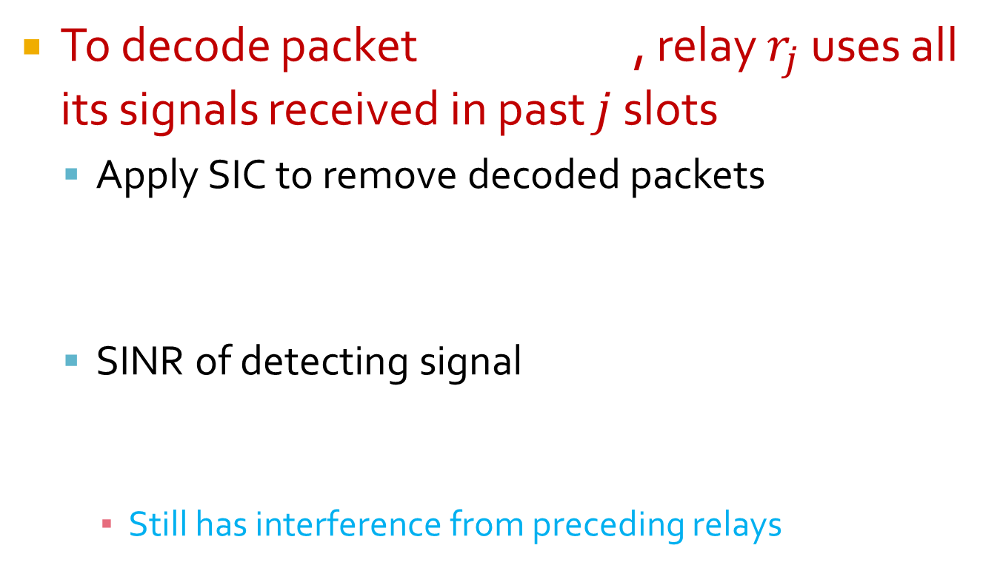 To decode packet , relay r_j uses all
its signals received in past j slots
Apply SIC to remove decoded packets
SINR of detecting signal
Still has interference from preceding relays